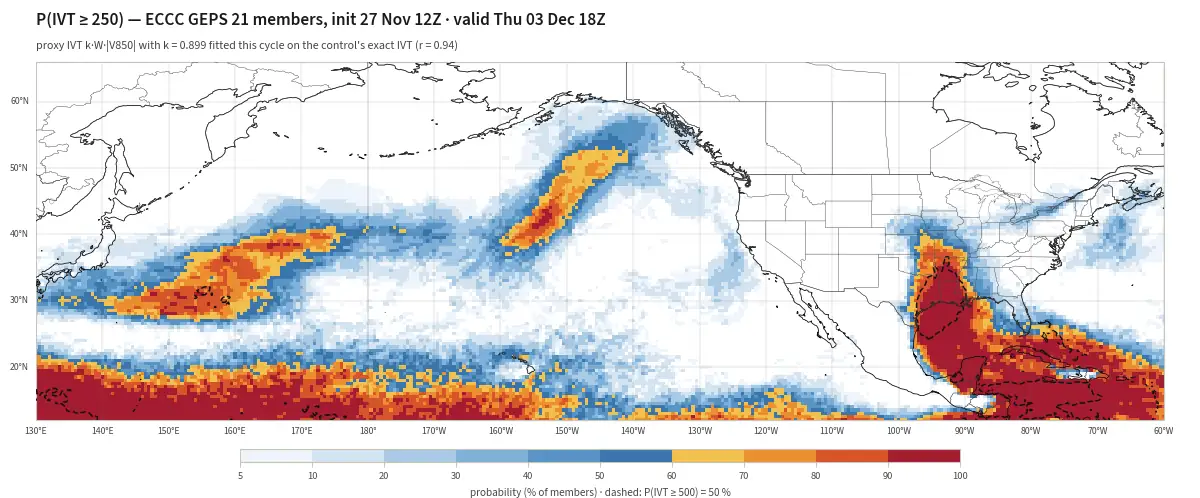 P(IVT ≥ 250) — ECCC GEPS 21 members, init 27 Nov 12Z · valid Thu 03 Dec 18Z
proxy IVT k·W·|V850| with k = 0.899 fitted this cycle on the control's exact IVT (r = 0.94)
60°N
50°N
40°N
30°N
20°N
130°E 140°E 150°E 160°E 170°E 180° 170°W 160°W 150°W 140°W 130°W 120°W 110°W 100°W 90°W 80°W 70°W 60°W
5 10 20 30 40 50 60 70 80 90 100
probability (% of members) · dashed: P(IVT ≥ 500) = 50 %